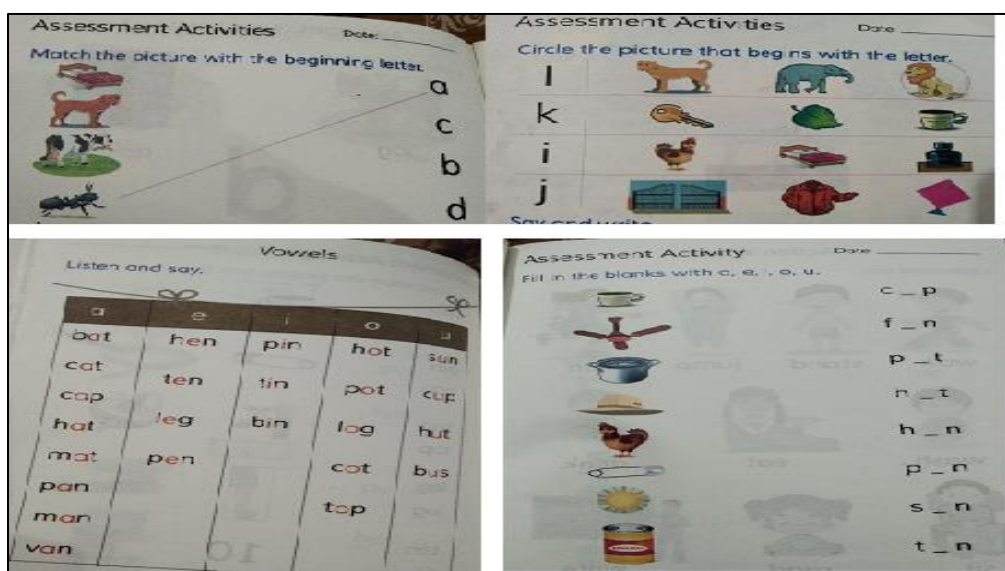 Assessment Activities Date:
Match the picture with the beginning letter.
a
c
b
d
Assessment Activities Date
Circle the picture that begins with the letter.
l
k
i
j
Say and write
Vowels
Listen and say.
a e i o u
bat hen pin hot sun
cat ten tin pot cup
cap leg bin log hut
hat pen cot bus
mat top
pan
man
van
Assessment Activity Date
Fill in the blanks with a, e, i, o, u.
c _ p
f _ n
p _ t
h _ t
h _ n
p _ n
s _ n
t _ n